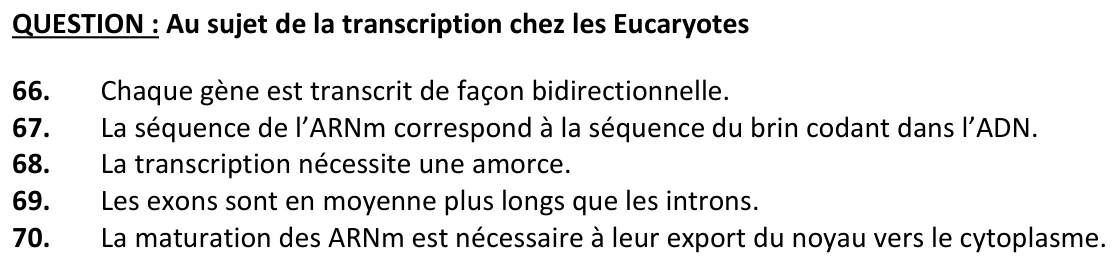 QUESTION : Au sujet de la transcription chez les Eucaryotes
66. Chaque gène est transcrit de façon bidirectionnelle.
67. La séquence de l’ARNm correspond à la séquence du brin codant dans l’ADN.
68. La transcription nécessite une amorce.
69. Les exons sont en moyenne plus longs que les introns.
70. La maturation des ARNm est nécessaire à leur export du noyau vers le cytoplasme.